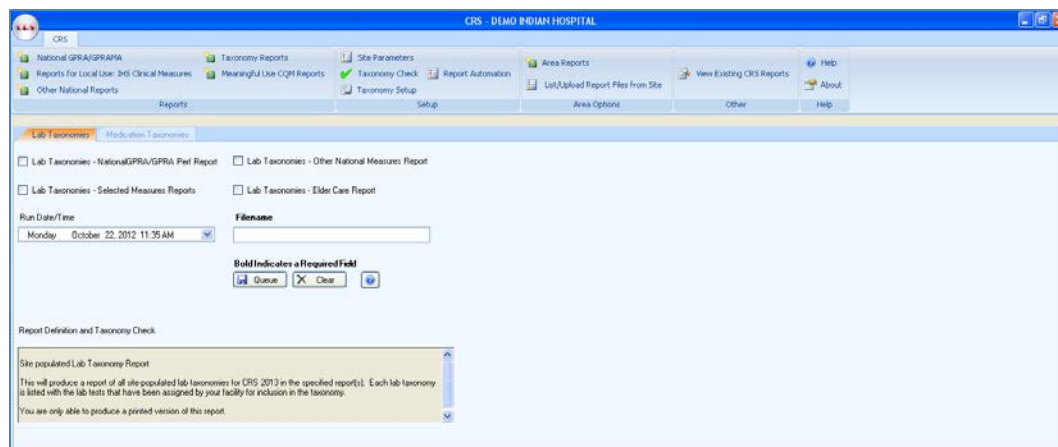 CRS - DEMO INDIAN HOSPITAL
CRS
National GPRA/GPRAMA
Reports for Local Use: IHS Clinical Measures
Other National Reports
Taxonomy Reports
Meaningful Use CQM Reports
Reports
Site Parameters
Taxonomy Check
Report Automation
Taxonomy Setup
Setup
Area Reports
List/Upload Report Files from Site
Area Options
View Existing CRS Reports
Other
Help
About
Help
Lab Taxonomies
Medication Taxonomies
Lab Taxonomies - NationalGPRA/GPRA Perf Report
Lab Taxonomies - Other National Measures Report
Lab Taxonomies - Selected Measures Reports
Lab Taxonomies - Elder Care Report
Run Date/Time
Filename
Monday October 22, 2012 11:35 AM
Bold Indicates a Required Field
Queue
Clear
Report Definition and Taxonomy Check
Site populated Lab Taxonomy Report
This will produce a report of all site-populated lab taxonomies for CRS 2013 in the specified report(s). Each lab taxonomy
is listed with the lab tests that have been assigned by your facility for inclusion in the taxonomy.
You are only able to produce a printed version of this report.